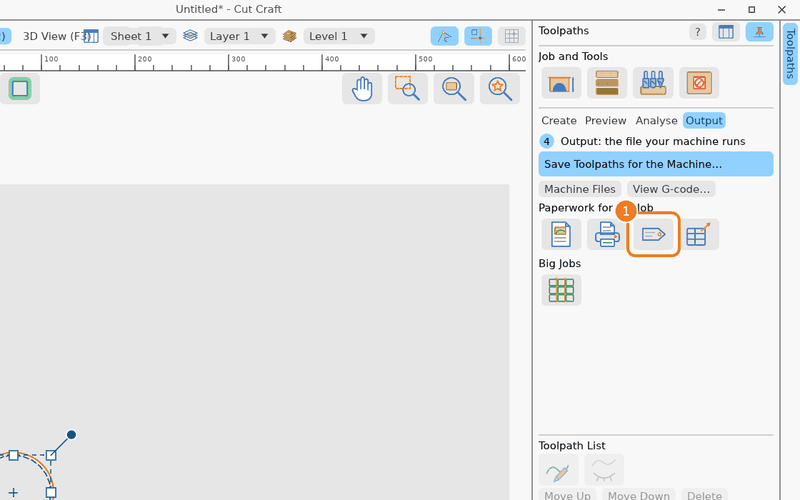 Untitled* - Cut Craft
3D View (F3) Sheet 1 Layer 1 Level 1
100 200 300 400 500 600
Toolpaths
?
Toolpaths
Job and Tools
Create Preview Analyse Output
4 Output: the file your machine runs
Save Toolpaths for the Machine...
Machine Files View G-code...
Paperwork for Job
1
Big Jobs
Toolpath List
Move Up Move Down Delete